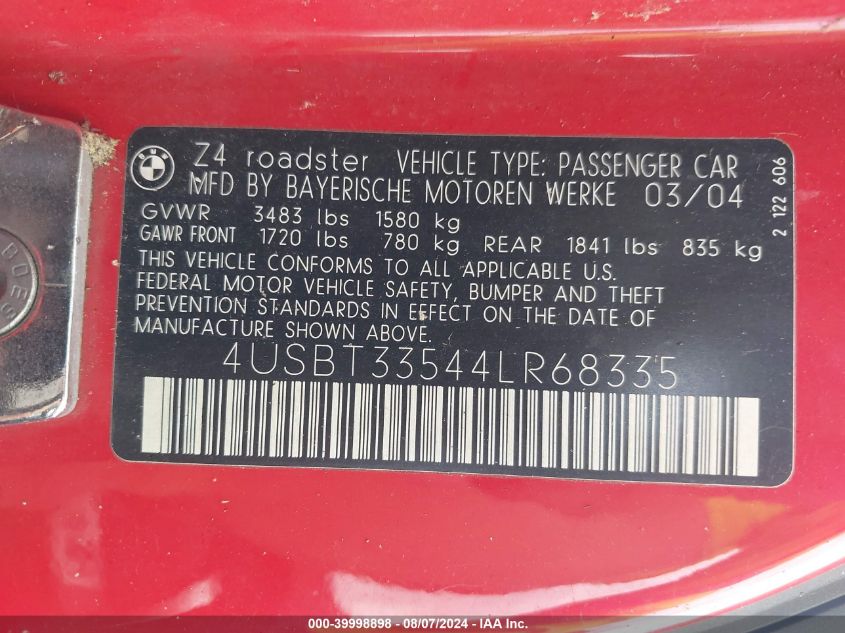 Z4 roadster VEHICLE TYPE: PASSENGER CAR
MFD BY BAYERISCHE MOTOREN WERKE 03/04
GVWR 3483 lbs 1580 kg
GAWR FRONT 1720 lbs 780 kg REAR 1841 lbs 835 kg
THIS VEHICLE CONFORMS TO ALL APPLICABLE U.S.
FEDERAL MOTOR VEHICLE SAFETY, BUMPER AND THEFT
PREVENTION STANDARDS IN EFFECT ON THE DATE OF
MANUFACTURE SHOWN ABOVE.
4USBT33544LR68335
2 122 606
000-39998898 - 08/07/2024 - IAA Inc.